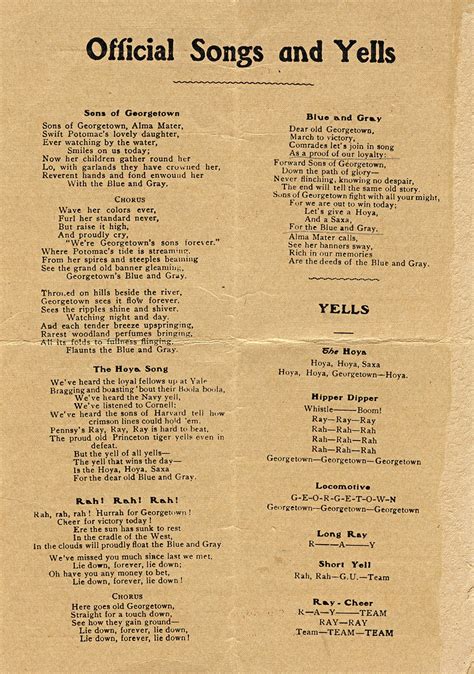 Official Songs and Yells
Sons of Georgetown
Sons of Georgetown, Alma Mater,
Swift Potomac's lovely daughter,
Ever watching by the water,
Smiles on us today;
Now her children gather round her
Lo, with garlands they have crowned her,
Reverent hands and fond enwound her
With the Blue and Gray.
Chorus
Wave her colors ever,
Furl her standard never,
But raise it high,
And proudly cry,
"We're Georgetown's sons forever."
Where Potomac's tide is streaming,
From her spires and steeples beaming
See the grand old banner gleaming,
Georgetown's Blue and Gray.
Throned on hills beside the river,
Georgetown sees it flow forever,
Sees the ripples shine and shiver,
Watching night and day.
And each tender breeze upspringing,
Rarest woodland perfumes bringing,
All its folds to fullness flinging,
Flaunts the Blue and Gray.
The Hoya Song
We've heard the loyal fellows up at Yale
Bragging and boasting 'bout their Boola boola,
We've heard the Navy yell,
We've listened to Cornell;
We've heard the sons of Harvard tell how
crimson lines could hold 'em.
Pennsy's Ray, Ray, Ray is hard to beat,
The proud old Princeton tiger yells even in
defeat.
But the yell of all yells—
The yell that wins the day—
Is the Hoya, Hoya, Saxa
For the dear old Blue and Gray.
Rah! Rah! Rah!
Rah, rah, rah! Hurrah for Georgetown!
Cheer for victory today!
Ere the sun has sunk to rest
In the cradle of the West,
In the clouds will proudly float the Blue and Gray
We've missed you much since last we met,
Lie down, forever, lie down;
Oh have you any money to bet,
Lie down, forever, lie down;
Chorus
Here goes old Georgetown,
Straight for a touch down,
See how they gain ground—
Lie down, forever, lie down,
Lie down, forever, lie down,
Blue and Gray
Dear old Georgetown,
March to victory,
Comrades let's join in song
As a proof of our loyalty:
Forward Sons of Georgetown,
Down the path of glory—
Never flinching, knowing no despair,
The end will tell the same old story.
Sons of Georgetown fight with all your might,
For we are out to win today;
Let's give a Hoya,
And a Saxa,
For the Blue and Gray.
Alma Mater calls,
See her banners sway,
Rich in our memories
Are the deeds of the Blue and Gray.
YELLS
The Hoya
Hoya, Hoya, Saxa
Hoya, Hoya, Georgetown—Hoya.
Hipper Dipper
Whistle——Boom!
Ray—Ray—Ray
Rah—Rah—Rah
Rah—Rah—Rah
Georgetown—Georgetown—Georgetown
Locomotive
G-E-O-R-G-E-T-O-W-N
Georgetown—Georgetown—Georgetown
Long Ray
R——A——Y
Short Yell
Rah, Rah—G.U.—Team
Ray-Cheer
K—A—Y——TEAM
RAY—RAY
Team—TEAM—TEAM